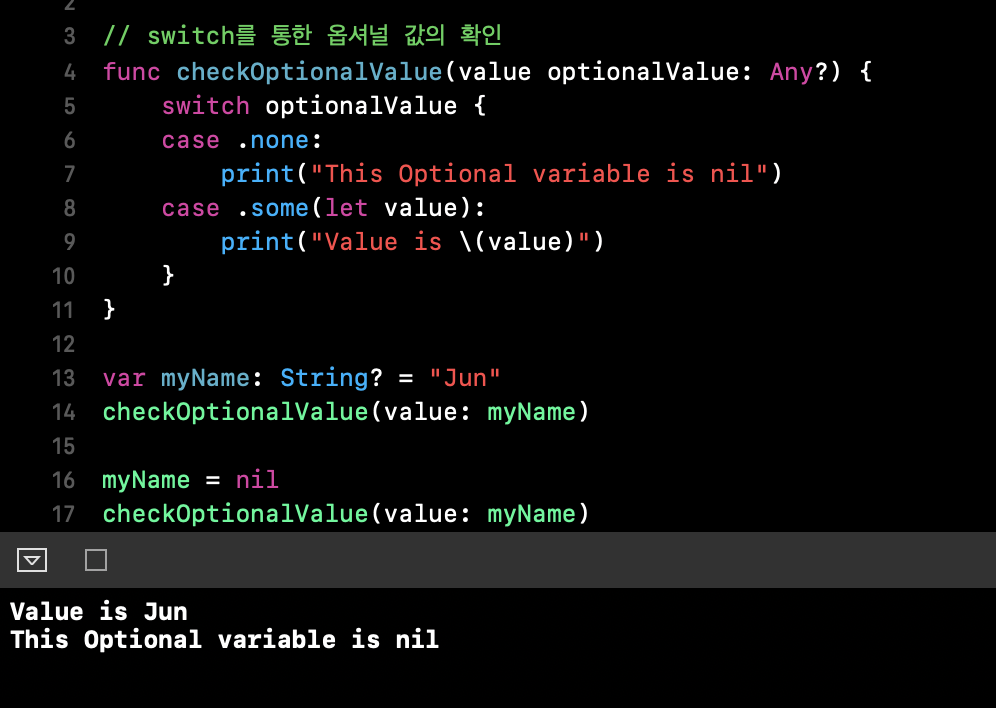 2
3 // switch를 통한 옵셔널 값의 확인
4 func checkOptionalValue(value optionalValue: Any?) {
5     switch optionalValue {
6     case .none:
7         print("This Optional variable is nil")
8     case .some(let value):
9         print("Value is \(value)")
10     }
11 }
12
13 var myName: String? = "Jun"
14 checkOptionalValue(value: myName)
15
16 myName = nil
17 checkOptionalValue(value: myName)
Value is Jun
This Optional variable is nil